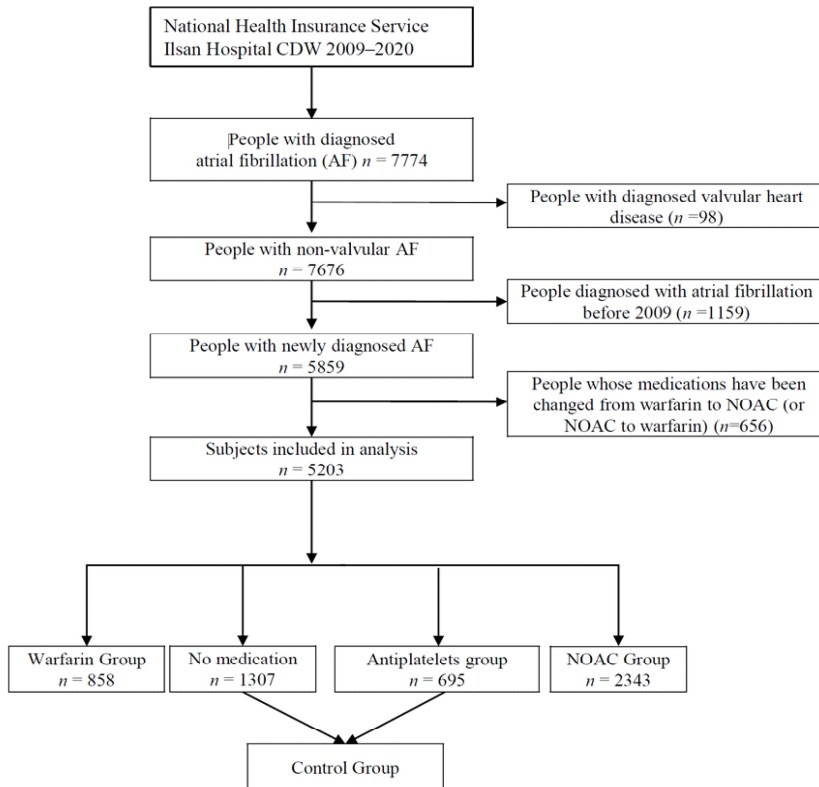 National Health Insurance Service
Ilsan Hospital CDW 2009–2020
People with diagnosed
atrial fibrillation (AF) n = 7774
People with diagnosed valvular heart
disease (n =98)
People with non-valvular AF
n = 7676
People diagnosed with atrial fibrillation
before 2009 (n =1159)
People with newly diagnosed AF
n = 5859
People whose medications have been
changed from warfarin to NOAC (or
NOAC to warfarin) (n=656)
Subjects included in analysis
n = 5203
Warfarin Group
n = 858
No medication
n = 1307
Antiplatelets group
n = 695
NOAC Group
n = 2343
Control Group